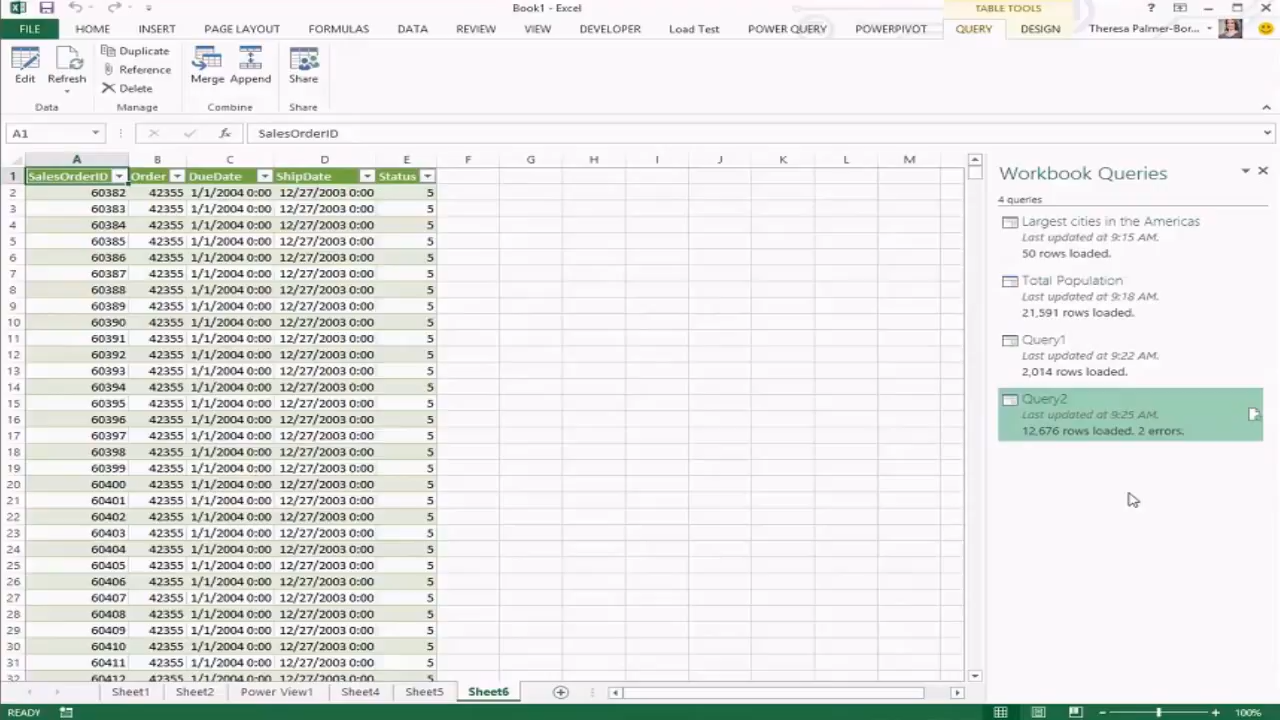 Book1 - Excel
TABLE TOOLS
?
FILE HOME INSERT PAGE LAYOUT FORMULAS DATA REVIEW VIEW DEVELOPER Load Test POWER QUERY POWERPIVOT QUERY DESIGN Theresa Palmer-Bor...
Edit Refresh Duplicate Reference Delete Merge Append Share
Data Manage Combine Share
A1 fx SalesOrderID
A B C D E F G H I J K L M
1 SalesOrderID Order DueDate ShipDate Status
2 60382 42355 1/1/2004 0:00 12/27/2003 0:00 5
3 60383 42355 1/1/2004 0:00 12/27/2003 0:00 5
4 60384 42355 1/1/2004 0:00 12/27/2003 0:00 5
5 60385 42355 1/1/2004 0:00 12/27/2003 0:00 5
6 60386 42355 1/1/2004 0:00 12/27/2003 0:00 5
7 60387 42355 1/1/2004 0:00 12/27/2003 0:00 5
8 60388 42355 1/1/2004 0:00 12/27/2003 0:00 5
9 60389 42355 1/1/2004 0:00 12/27/2003 0:00 5
10 60390 42355 1/1/2004 0:00 12/27/2003 0:00 5
11 60391 42355 1/1/2004 0:00 12/27/2003 0:00 5
12 60392 42355 1/1/2004 0:00 12/27/2003 0:00 5
13 60393 42355 1/1/2004 0:00 12/27/2003 0:00 5
14 60394 42355 1/1/2004 0:00 12/27/2003 0:00 5
15 60395 42355 1/1/2004 0:00 12/27/2003 0:00 5
16 60396 42355 1/1/2004 0:00 12/27/2003 0:00 5
17 60397 42355 1/1/2004 0:00 12/27/2003 0:00 5
18 60398 42355 1/1/2004 0:00 12/27/2003 0:00 5
19 60399 42355 1/1/2004 0:00 12/27/2003 0:00 5
20 60400 42355 1/1/2004 0:00 12/27/2003 0:00 5
21 60401 42355 1/1/2004 0:00 12/27/2003 0:00 5
22 60402 42355 1/1/2004 0:00 12/27/2003 0:00 5
23 60403 42355 1/1/2004 0:00 12/27/2003 0:00 5
24 60404 42355 1/1/2004 0:00 12/27/2003 0:00 5
25 60405 42355 1/1/2004 0:00 12/27/2003 0:00 5
26 60406 42355 1/1/2004 0:00 12/27/2003 0:00 5
27 60407 42355 1/1/2004 0:00 12/27/2003 0:00 5
28 60408 42355 1/1/2004 0:00 12/27/2003 0:00 5
29 60409 42355 1/1/2004 0:00 12/27/2003 0:00 5
30 60410 42355 1/1/2004 0:00 12/27/2003 0:00 5
31 60411 42355 1/1/2004 0:00 12/27/2003 0:00 5
32 60412 42355 1/1/2004 0:00 12/27/2003 0:00 5
Workbook Queries
4 queries
Largest cities in the Americas
Last updated at 9:15 AM.
50 rows loaded.
Total Population
Last updated at 9:18 AM.
21,591 rows loaded.
Query1
Last updated at 9:22 AM.
2,014 rows loaded.
Query2
Last updated at 9:25 AM.
12,676 rows loaded. 2 errors.
Sheet1 Sheet2 Power View1 Sheet4 Sheet5 Sheet6
READY 100%